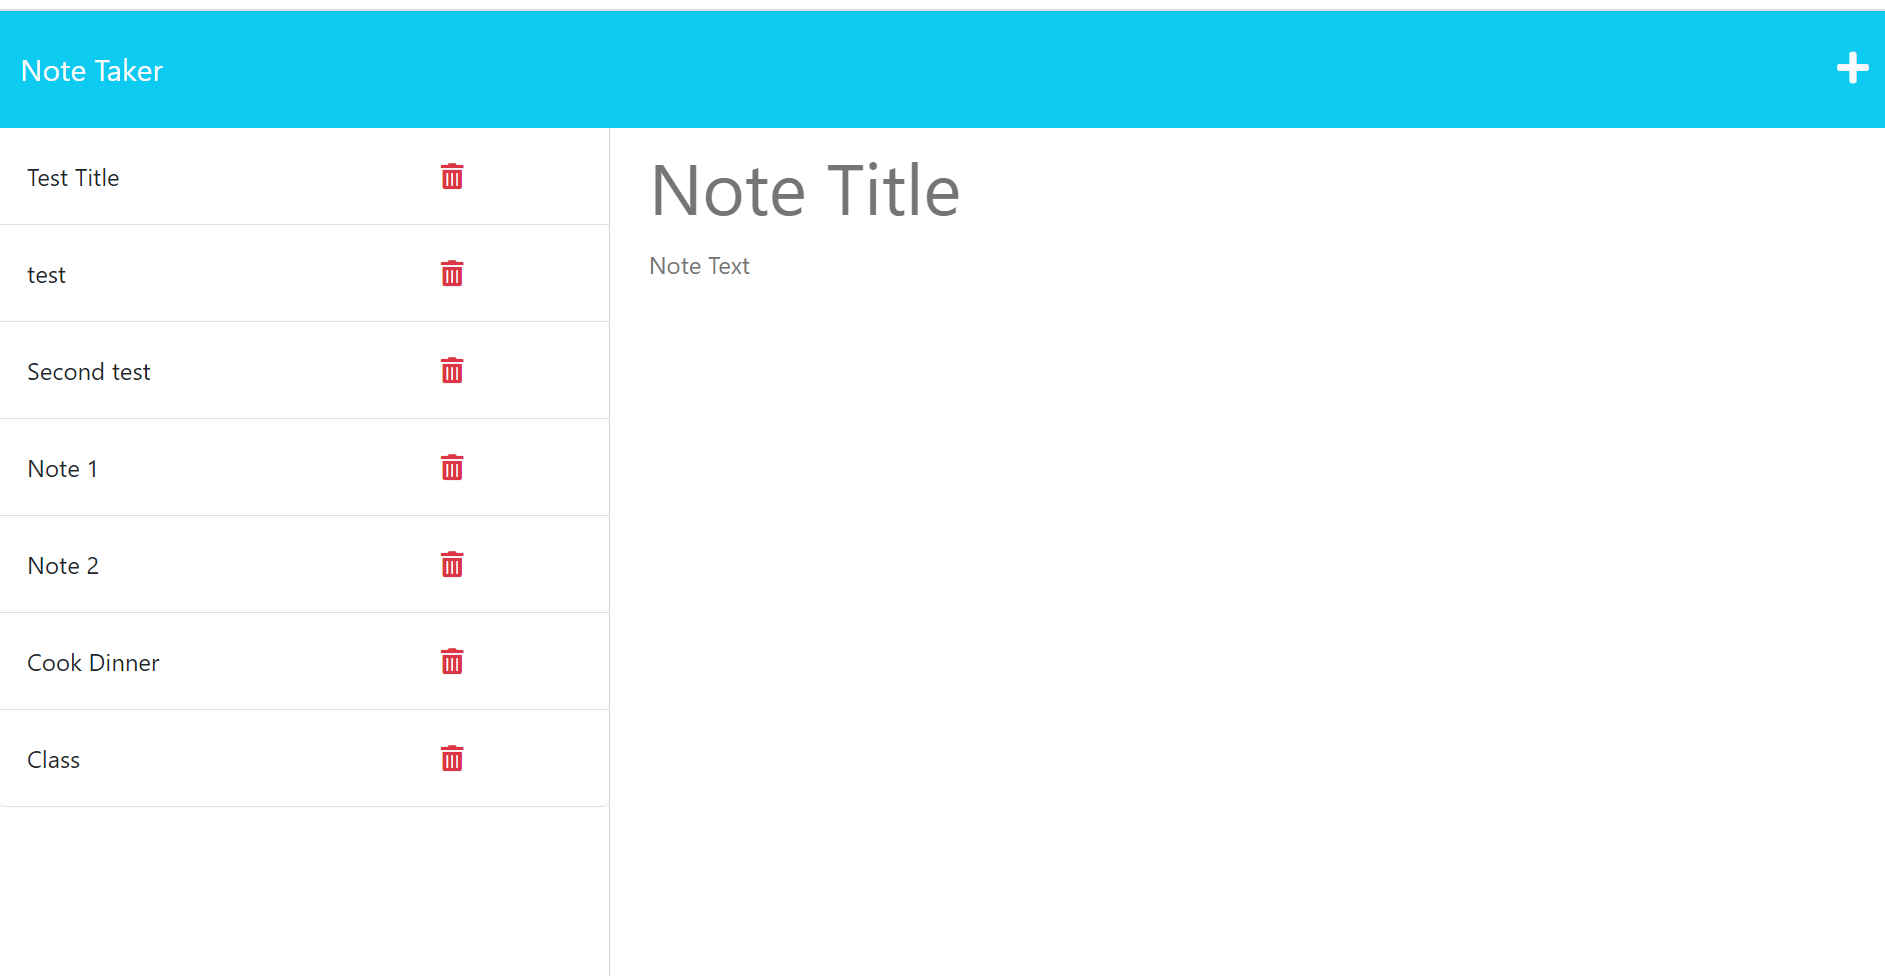 Note Taker
Test Title
test
Second test
Note 1
Note 2
Cook Dinner
Class
Note Title
Note Text